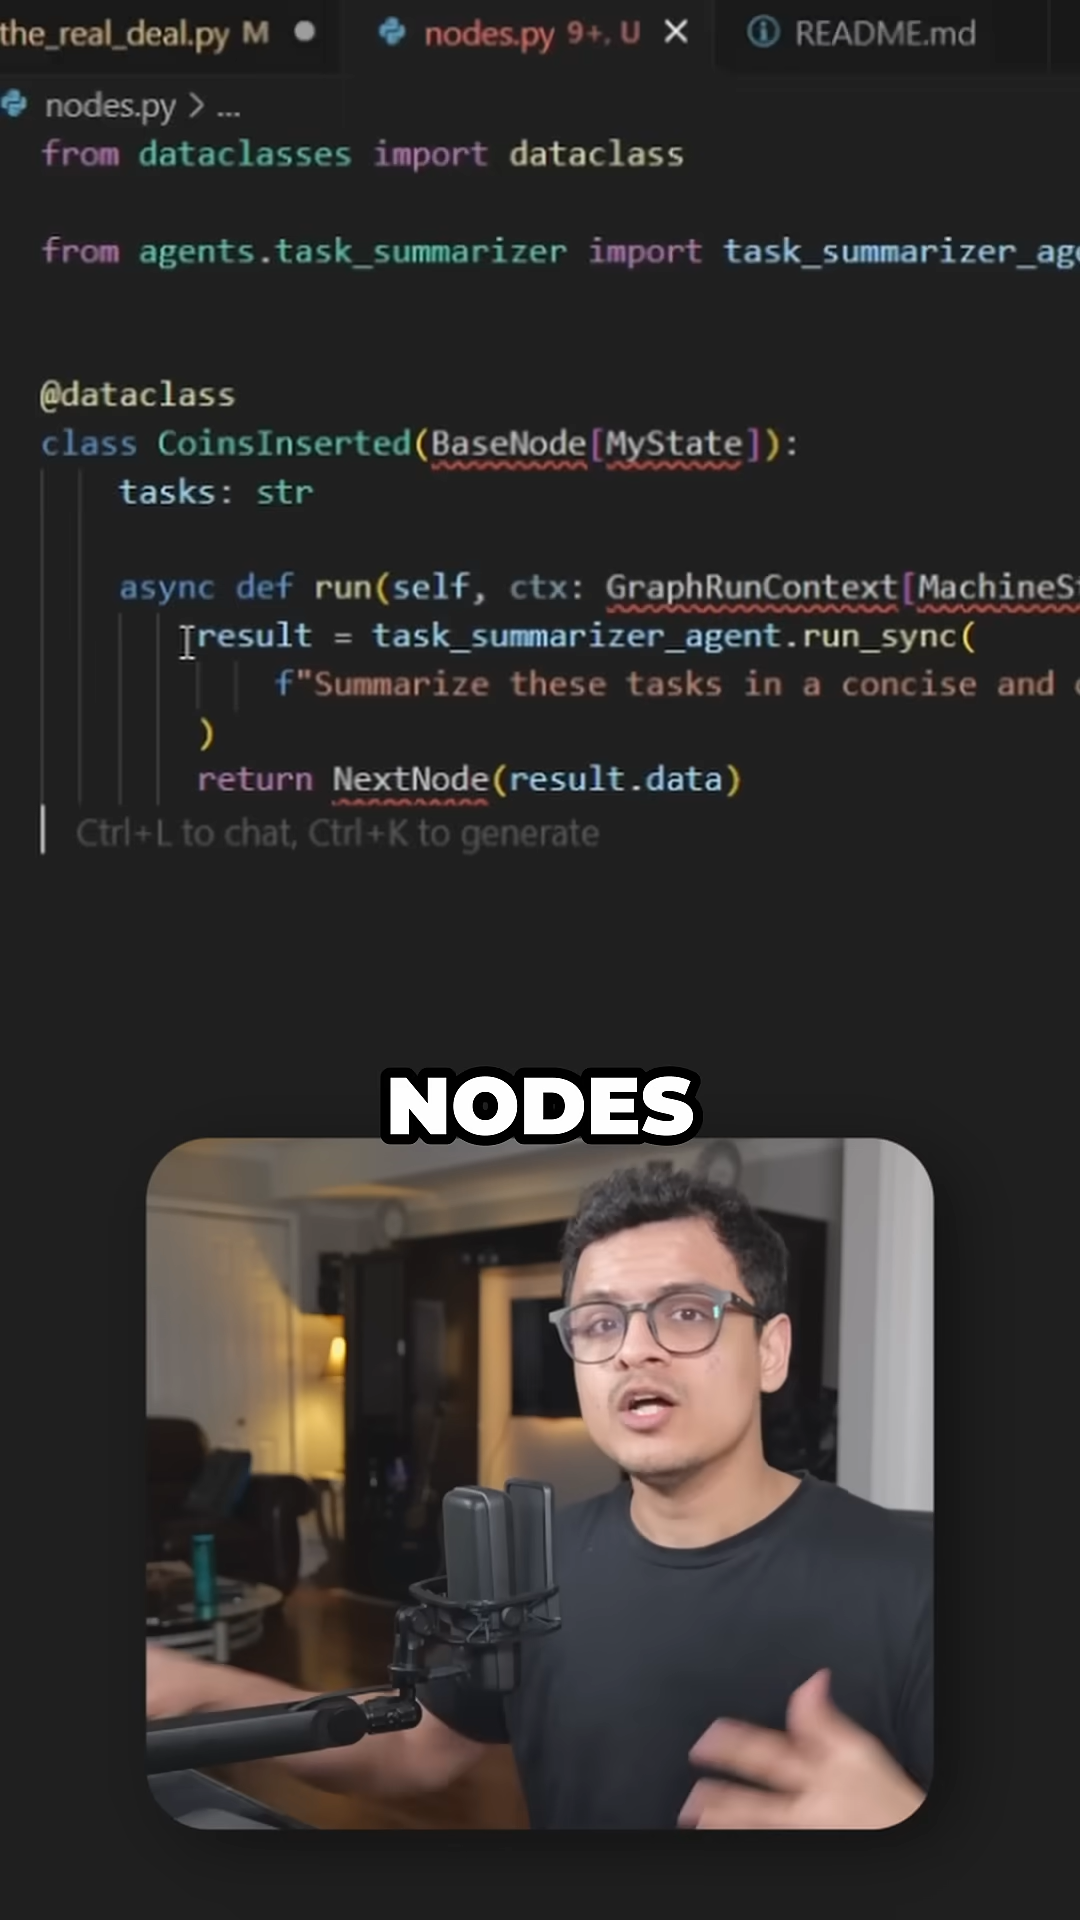 the_real_deal.py M
nodes.py 9+, U
README.md
nodes.py > ...
from dataclasses import dataclass
from agents.task_summarizer import
@dataclass
class CoinsInserted(BaseNode[MyState]):
tasks: str
async def run(self, ctx: GraphRunContext[
result = task_summarizer_agent.run_sync(
f"Summarize these tasks in a concise and
)
return NextNode(result.data)
Ctrl+L to chat, Ctrl+K to generate
NODES